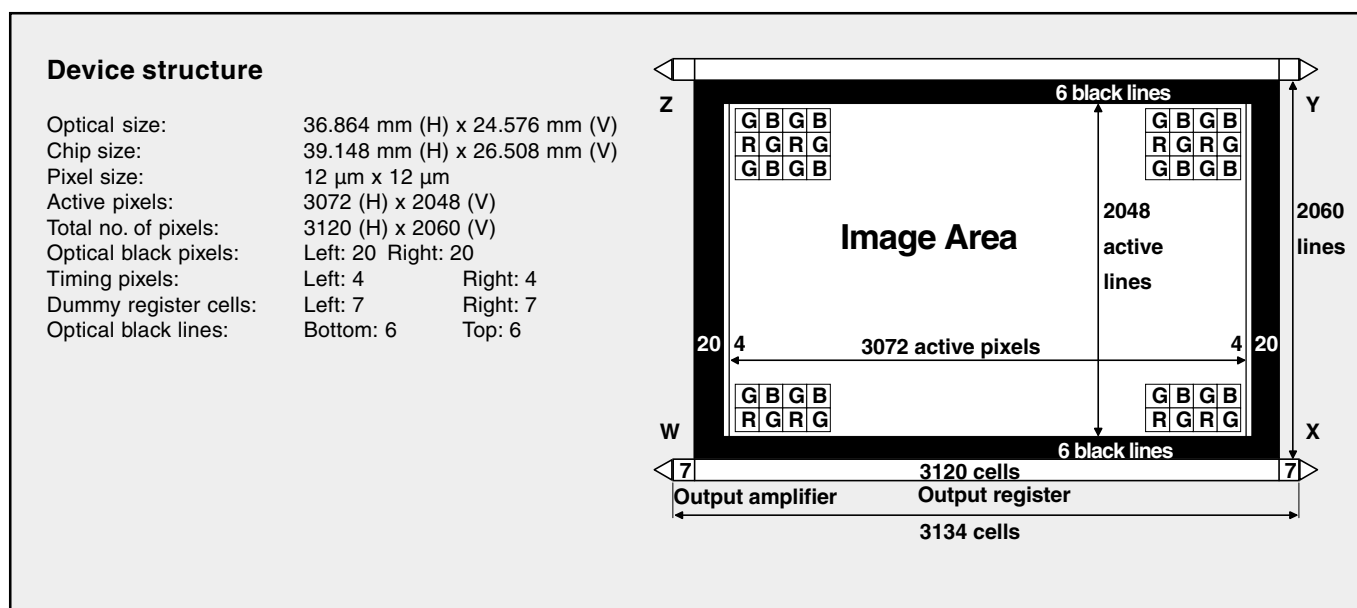 Device structure
Optical size: 36.864 mm (H) x 24.576 mm (V)
Chip size: 39.148 mm (H) x 26.508 mm (V)
Pixel size: 12 µm x 12 µm
Active pixels: 3072 (H) x 2048 (V)
Total no. of pixels: 3120 (H) x 2060 (V)
Optical black pixels: Left: 20 Right: 20
Timing pixels: Left: 4 Right: 4
Dummy register cells: Left: 7 Right: 7
Optical black lines: Bottom: 6 Top: 6
Z 6 black lines Y
G B G B G B G B
R G R G R G R G
G B G B G B G B
Image Area
2048
active
lines
2060
lines
20 4 3072 active pixels 4 20
G B G B G B G B
R G R G R G R G
W X
6 black lines
7 3120 cells 7
Output amplifier Output register
3134 cells